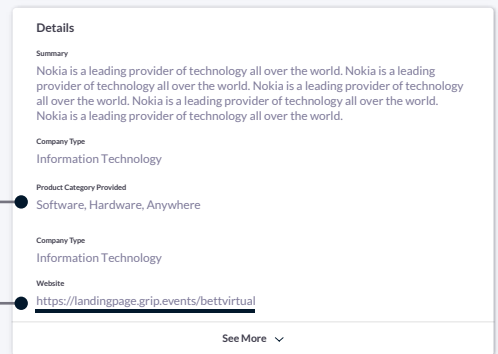 Details
Summary
Nokia is a leading provider of technology all over the world. Nokia is a leading
provider of technology all over the world. Nokia is a leading provider of technology
all over the world. Nokia is a leading provider of technology all over the world.
Nokia is a leading provider of technology all over the world.
Company Type
Information Technology
Product Category Provided
Software, Hardware, Anywhere
Company Type
Information Technology
Website
https://landingpage.grip.events/bettvirtual
See More